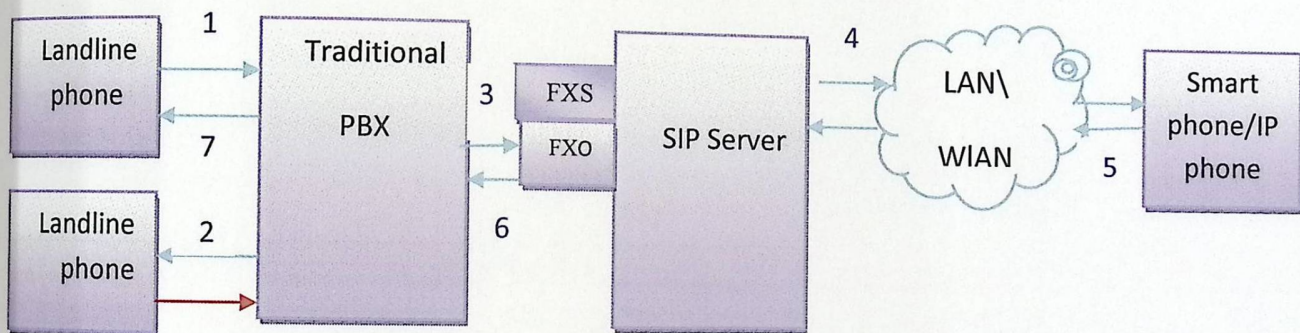 Landline
phone
1
7
Landline
phone
2
Traditional
PBX
3
6
FXS
FXO
SIP Server
4
LAN\
WlAN
5
Smart
phone/IP
phone